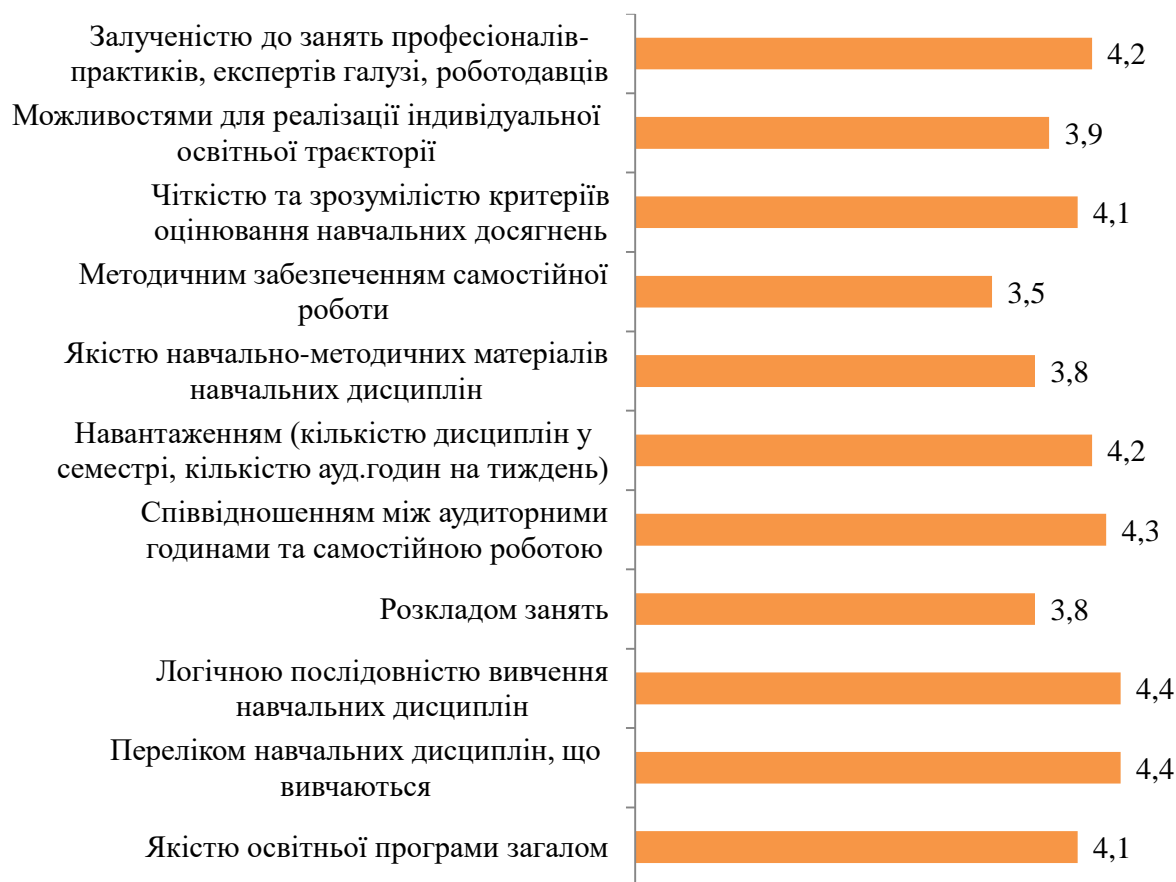 Залученістю до занять професіоналів-
практиків, експертів галузі, роботодавців
4,2
Можливостями для реалізації індивідуальної
освітньої траєкторії
3,9
Чіткістю та зрозумілістю критеріїв
оцінювання навчальних досягнень
4,1
Методичним забезпеченням самостійної
роботи
3,5
Якістю навчально-методичних матеріалів
навчальних дисциплін
3,8
Навантаженням (кількістю дисциплін у
семестрі, кількістю ауд.годин на тиждень)
4,2
Співвідношенням між аудиторними
годинами та самостійною роботою
4,3
Розкладом занять
3,8
Логічною послідовністю вивчення
навчальних дисциплін
4,4
Переліком навчальних дисциплін, що
вивчаються
4,4
Якістю освітньої програми загалом
4,1